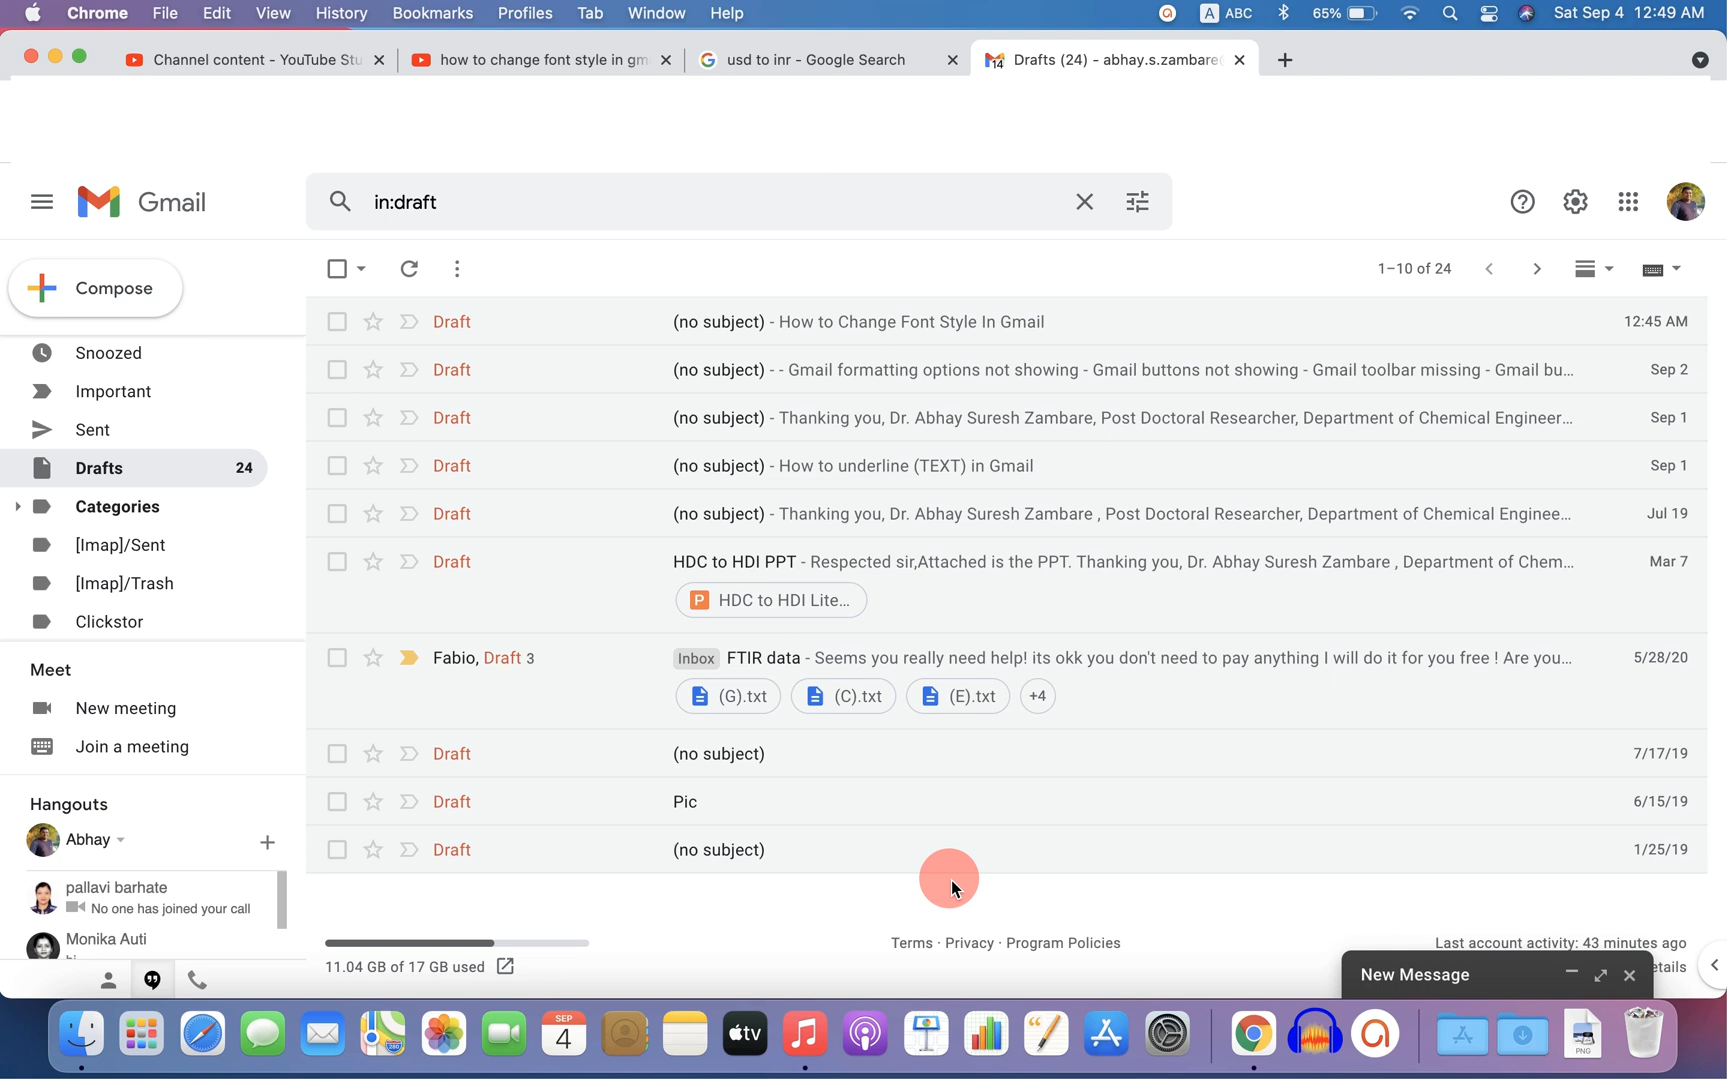 Chrome File Edit View History Bookmarks Profiles Tab Window Help A ABC 65% Sat Sep 4 12:49 AM
Channel content - YouTube Stu how to change font style in gm usd to inr - Google Search 14 Drafts (24) - abhay.s.zambare
Gmail in:draft
Compose 1–10 of 24
Draft (no subject) - How to Change Font Style In Gmail 12:45 AM
Snoozed
Draft (no subject) - - Gmail formatting options not showing - Gmail buttons not showing - Gmail toolbar missing - Gmail bu... Sep 2
Important
Draft (no subject) - Thanking you, Dr. Abhay Suresh Zambare, Post Doctoral Researcher, Department of Chemical Engineer... Sep 1
Sent
Draft (no subject) - How to underline (TEXT) in Gmail Sep 1
Drafts 24
Categories
Draft (no subject) - Thanking you, Dr. Abhay Suresh Zambare , Post Doctoral Researcher, Department of Chemical Enginee... Jul 19
[Imap]/Sent
Draft HDC to HDI PPT - Respected sir,Attached is the PPT. Thanking you, Dr. Abhay Suresh Zambare , Department of Chem... Mar 7
[Imap]/Trash
P HDC to HDI Lite...
Clickstor
Fabio, Draft 3 Inbox FTIR data - Seems you really need help! its okk you don't need to pay anything I will do it for you free ! Are you... 5/28/20
Meet
(G).txt (C).txt (E).txt +4
New meeting
Join a meeting
Draft (no subject) 7/17/19
Hangouts
Draft Pic 6/15/19
Abhay
Draft (no subject) 1/25/19
pallavi barhate
No one has joined your call
Monika Auti
Terms · Privacy · Program Policies Last account activity: 43 minutes ago
11.04 GB of 17 GB used etails
New Message
SEP
4
tv
280
PNG